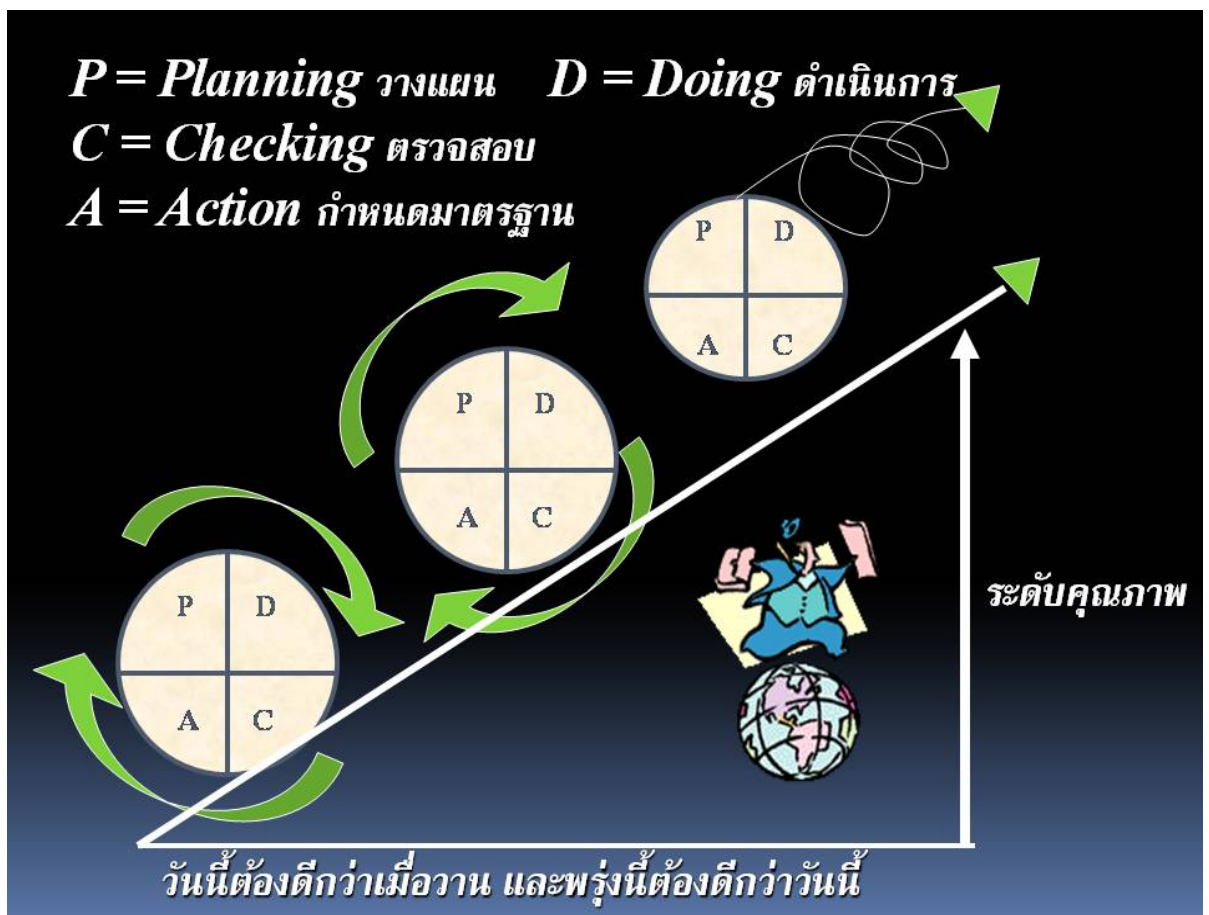 P = Planning วางแผน D = Doing ดำเนินการ
C = Checking ตรวจสอบ
A = Action กำหนดมาตรฐาน
P D
A C
P D
A C
P D
A C
ระดับคุณภาพ
วันนี้ต้องดีกว่าเมื่อวาน และพรุ่งนี้ต้องดีกว่าวันนี้